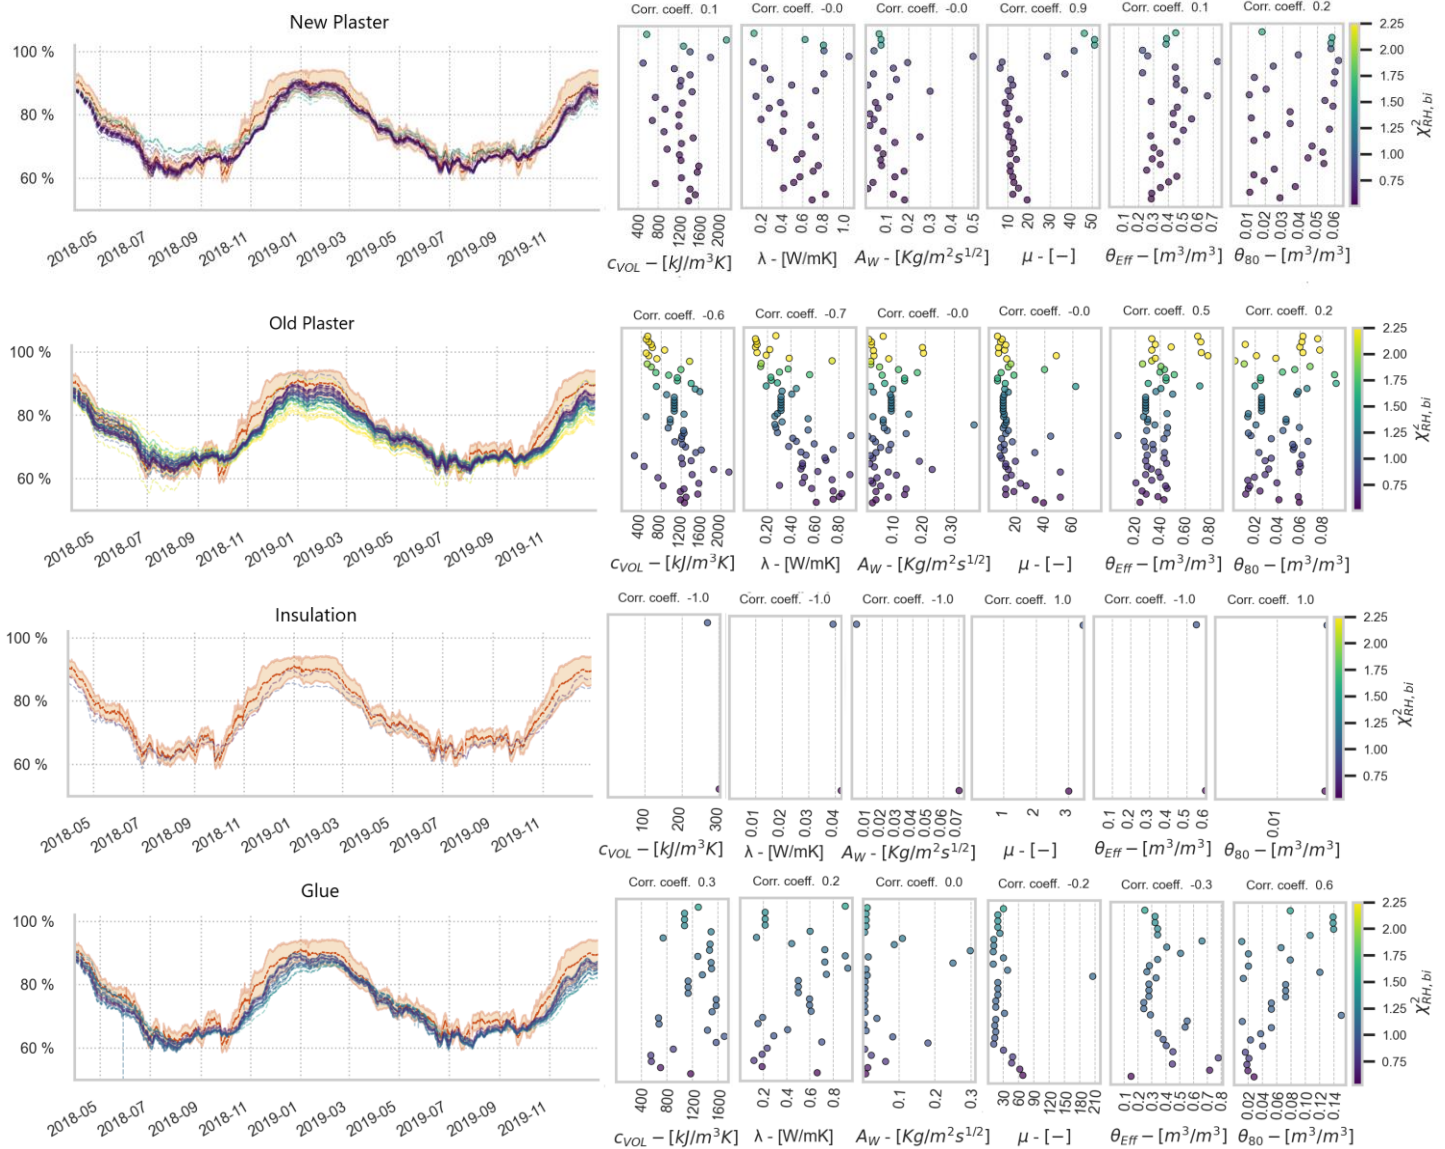 New Plaster
Corr. coeff. 0.1
Corr. coeff. -0.0
Corr. coeff. -0.0
Corr. coeff. 0.9
Corr. coeff. 0.1
Corr. coeff. 0.2
100 %
80 %
60 %
2018-05
2018-07
2018-09
2018-11
2019-01
2019-03
2019-05
2019-07
2019-09
2019-11
400 800 1200 1600 2000
0.2 0.4 0.6 0.8 1.0
0.1 0.2 0.3 0.4 0.5
10 20 30 40 50
0.1 0.2 0.3 0.4 0.5 0.6 0.7
0.01 0.02 0.03 0.04 0.05 0.06
c_VOL − [kJ/m³K]
λ - [W/mK]
A_W - [Kg/m²s^1/2]
μ - [−]
θ_Eff − [m³/m³]
θ_80 − [m³/m³]
2.25
2.00
1.75
1.50
1.25
1.00
0.75
χ²_RH, bi
Old Plaster
Corr. coeff. -0.6
Corr. coeff. -0.7
Corr. coeff. -0.0
Corr. coeff. -0.0
Corr. coeff. 0.5
Corr. coeff. 0.2
100 %
80 %
60 %
2018-05
2018-07
2018-09
2018-11
2019-01
2019-03
2019-05
2019-07
2019-09
2019-11
400 800 1200 1600 2000
0.20 0.40 0.60 0.80
0.10 0.20 0.30
20 40 60
0.20 0.40 0.60 0.80
0.02 0.04 0.06 0.08
c_VOL − [kJ/m³K]
λ - [W/mK]
A_W - [Kg/m²s^1/2]
μ - [−]
θ_Eff − [m³/m³]
θ_80 − [m³/m³]
2.25
2.00
1.75
1.50
1.25
1.00
0.75
χ²_RH, bi
Insulation
Corr. coeff. -1.0
Corr. coeff. -1.0
Corr. coeff. -1.0
Corr. coeff. 1.0
Corr. coeff. -1.0
Corr. coeff. 1.0
100 %
80 %
60 %
2018-05
2018-07
2018-09
2018-11
2019-01
2019-03
2019-05
2019-07
2019-09
2019-11
100 200 300
0.01 0.02 0.03 0.04
0.01 0.02 0.03 0.04 0.05 0.06 0.07
1 2 3
0.1 0.2 0.3 0.4 0.5 0.6
0.01
c_VOL − [kJ/m³K]
λ - [W/mK]
A_W - [Kg/m²s^1/2]
μ - [−]
θ_Eff − [m³/m³]
θ_80 − [m³/m³]
2.25
2.00
1.75
1.50
1.25
1.00
0.75
χ²_RH, bi
Glue
Corr. coeff. 0.3
Corr. coeff. 0.2
Corr. coeff. 0.0
Corr. coeff. -0.2
Corr. coeff. -0.3
Corr. coeff. 0.6
100 %
80 %
60 %
2018-05
2018-07
2018-09
2018-11
2019-01
2019-03
2019-05
2019-07
2019-09
2019-11
400 800 1200 1600
0.2 0.4 0.6 0.8
0.1 0.2 0.3
30 60 90 120 150 180 210
0.1 0.2 0.3 0.4 0.5 0.6 0.7 0.8
0.02 0.04 0.06 0.08 0.10 0.12 0.14
c_VOL − [kJ/m³K]
λ - [W/mK]
A_W - [Kg/m²s^1/2]
μ - [−]
θ_Eff − [m³/m³]
θ_80 − [m³/m³]
2.25
2.00
1.75
1.50
1.25
1.00
0.75
χ²_RH, bi